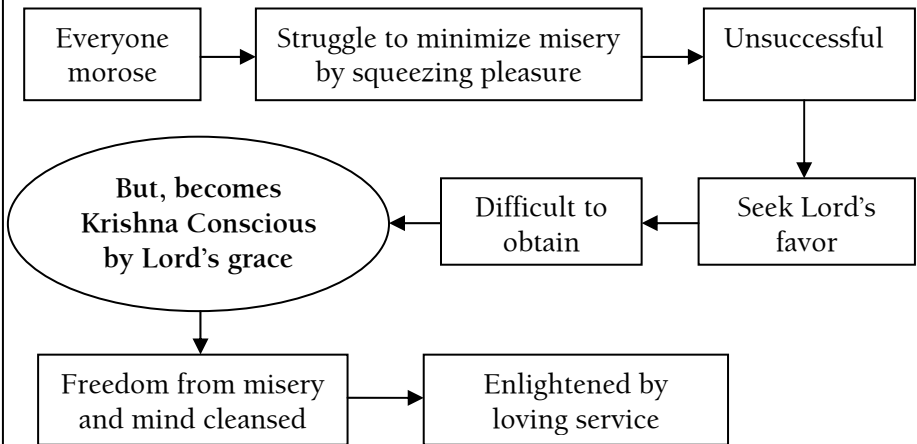 Everyone
morose
Struggle to minimize misery
by squeezing pleasure
Unsuccessful
Seek Lord's
favor
Difficult to
obtain
But, becomes
Krishna Conscious
by Lord's grace
Freedom from misery
and mind cleansed
Enlightened by
loving service